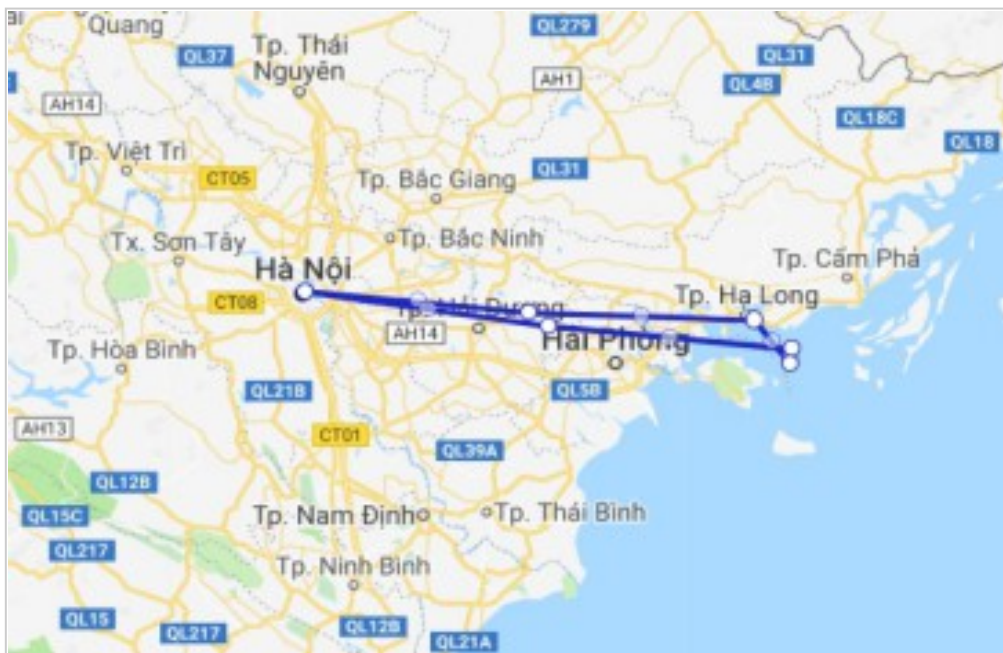 Quang
QL279
QL37
Tp. Thái
Nguyên
QL31
AH1
QL4B
AH14
QL18C
QL18
Tp. Việt Trì
CT05
Tp. Bắc Giang
QL31
Tx. Sơn Tây
Tp. Bắc Ninh
Hà Nội
Tp. Cẩm Phả
CT08
Tp. Hạ Long
AH14
Hải Phòng
Tp. Hòa Bình
QL21B
QL5B
AH13
CT01
QL39A
QL12B
QL15C
Tp. Nam Định
Tp. Thái Bình
QL217
Tp. Ninh Bình
QL15
QL217
QL12B
QL21A